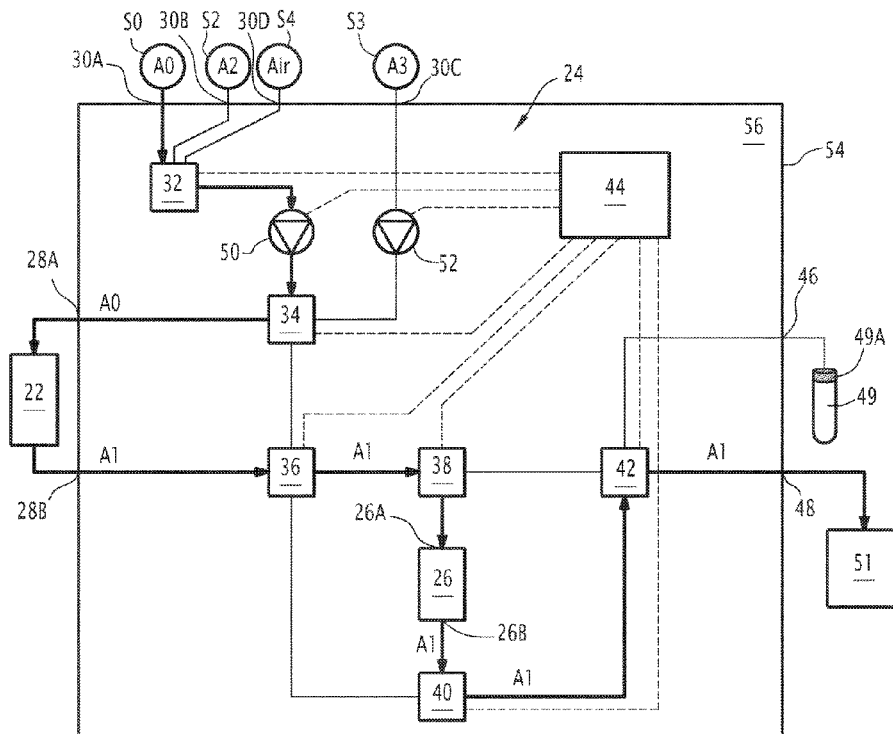 S0 30B S2 30D S4 S3
A0 A2 Air A3
30A 30C
24
56
54
32 44
50 52
28A 46
A0 34 49A
22 49
A1 36 A1 38 42 A1
28B 26A 48
26 51
26B
A1
A1
40